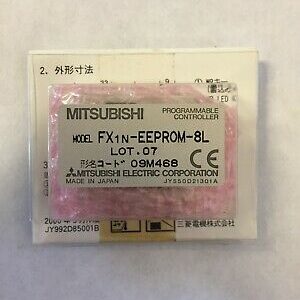 2、外形寸法
MITSUBISHI
PROGRAMMABLE
CONTROLLER
MODEL FX1N-EEPROM-8L
LOT.07
形名コード 09M468
CE
MITSUBISHI ELECTRIC CORPORATION
MADE IN JAPAN JY550D21301A
三菱電機株式会社
JY992D85001B